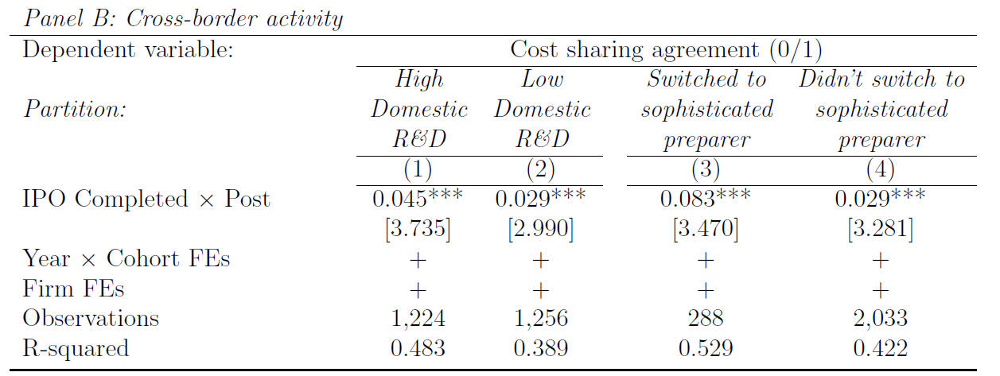 Panel B: Cross-border activity
Dependent variable: Cost sharing agreement (0/1)
High Low Switched to Didn't switch to
Partition: Domestic Domestic sophisticated sophisticated
R&D R&D preparer preparer
(1) (2) (3) (4)
IPO Completed × Post 0.045*** 0.029*** 0.083*** 0.029***
[3.735] [2.990] [3.470] [3.281]
Year × Cohort FEs + + + +
Firm FEs + + + +
Observations 1,224 1,256 288 2,033
R-squared 0.483 0.389 0.529 0.422